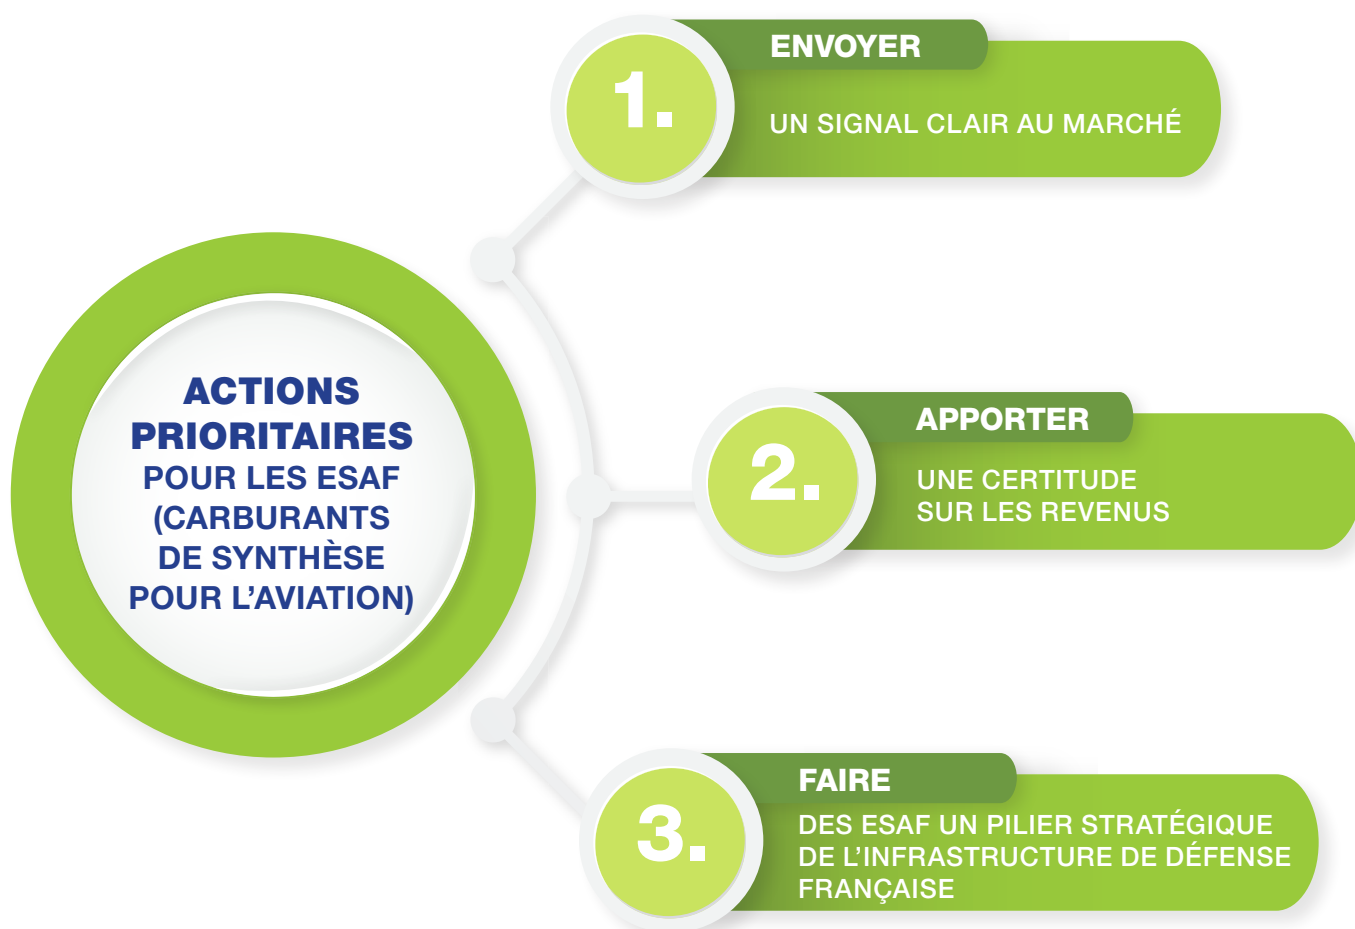 ACTIONS
PRIORITAIRES
POUR LES ESAF
(CARBURANTS
DE SYNTHÈSE
POUR L'AVIATION)
1.
ENVOYER
UN SIGNAL CLAIR AU MARCHÉ
2.
APPORTER
UNE CERTITUDE
SUR LES REVENUS
3.
FAIRE
DES ESAF UN PILIER STRATÉGIQUE
DE L'INFRASTRUCTURE DE DÉFENSE
FRANÇAISE